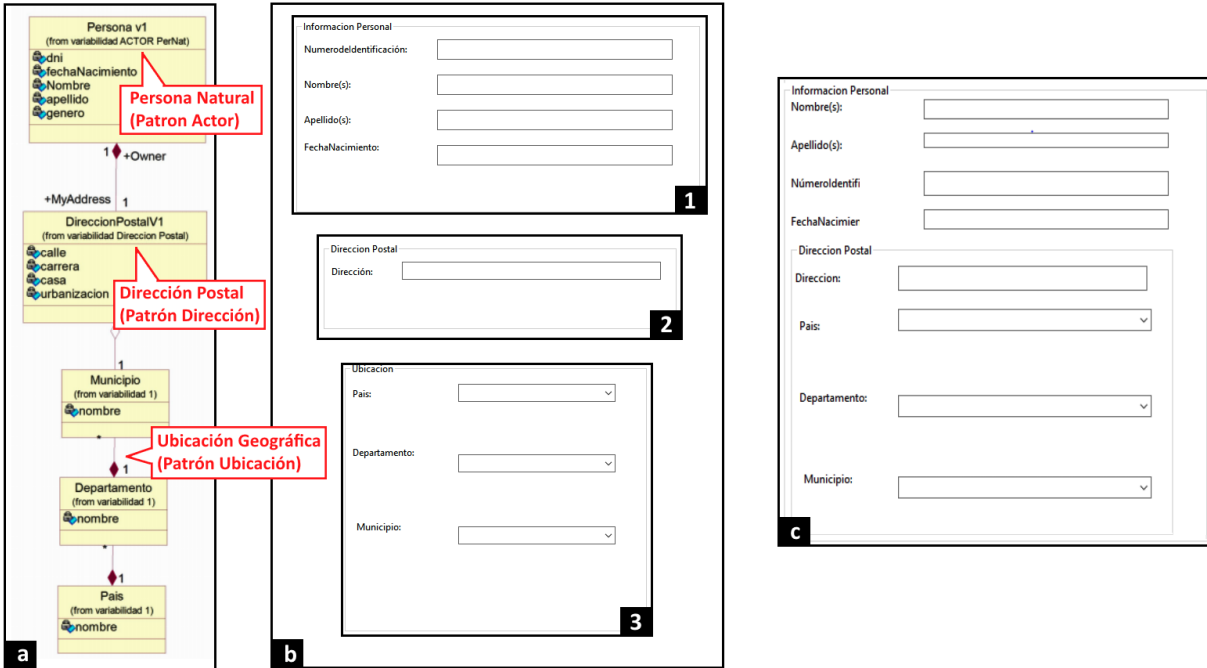 Persona v1
(from variabilidad ACTOR PerNat)
dni
fechaNacimiento
Nombre
apellido
genero
Persona Natural
(Patron Actor)
1
+Owner
+MyAddress
1
DireccionPostalV1
(from variabilidad Direccion Postal)
calle
carrera
casa
urbanizacion
Dirección Postal
(Patrón Dirección)
1
Municipio
(from variabilidad 1)
nombre
*
Ubicación Geográfica
(Patrón Ubicación)
1
Departamento
(from variabilidad 1)
nombre
*
1
Pais
(from variabilidad 1)
nombre
a
Informacion Personal
NumerodeIdentificación:
Nombre(s):
Apellido(s):
FechaNacimiento:
1
Direccion Postal
Dirección:
2
Ubicacion
Pais:
Departamento:
Municipio:
3
b
Informacion Personal
Nombre(s):
Apellido(s):
NúmeroIdentifi
FechaNacimier
Direccion Postal
Direccion:
Pais:
Departamento:
Municipio:
c